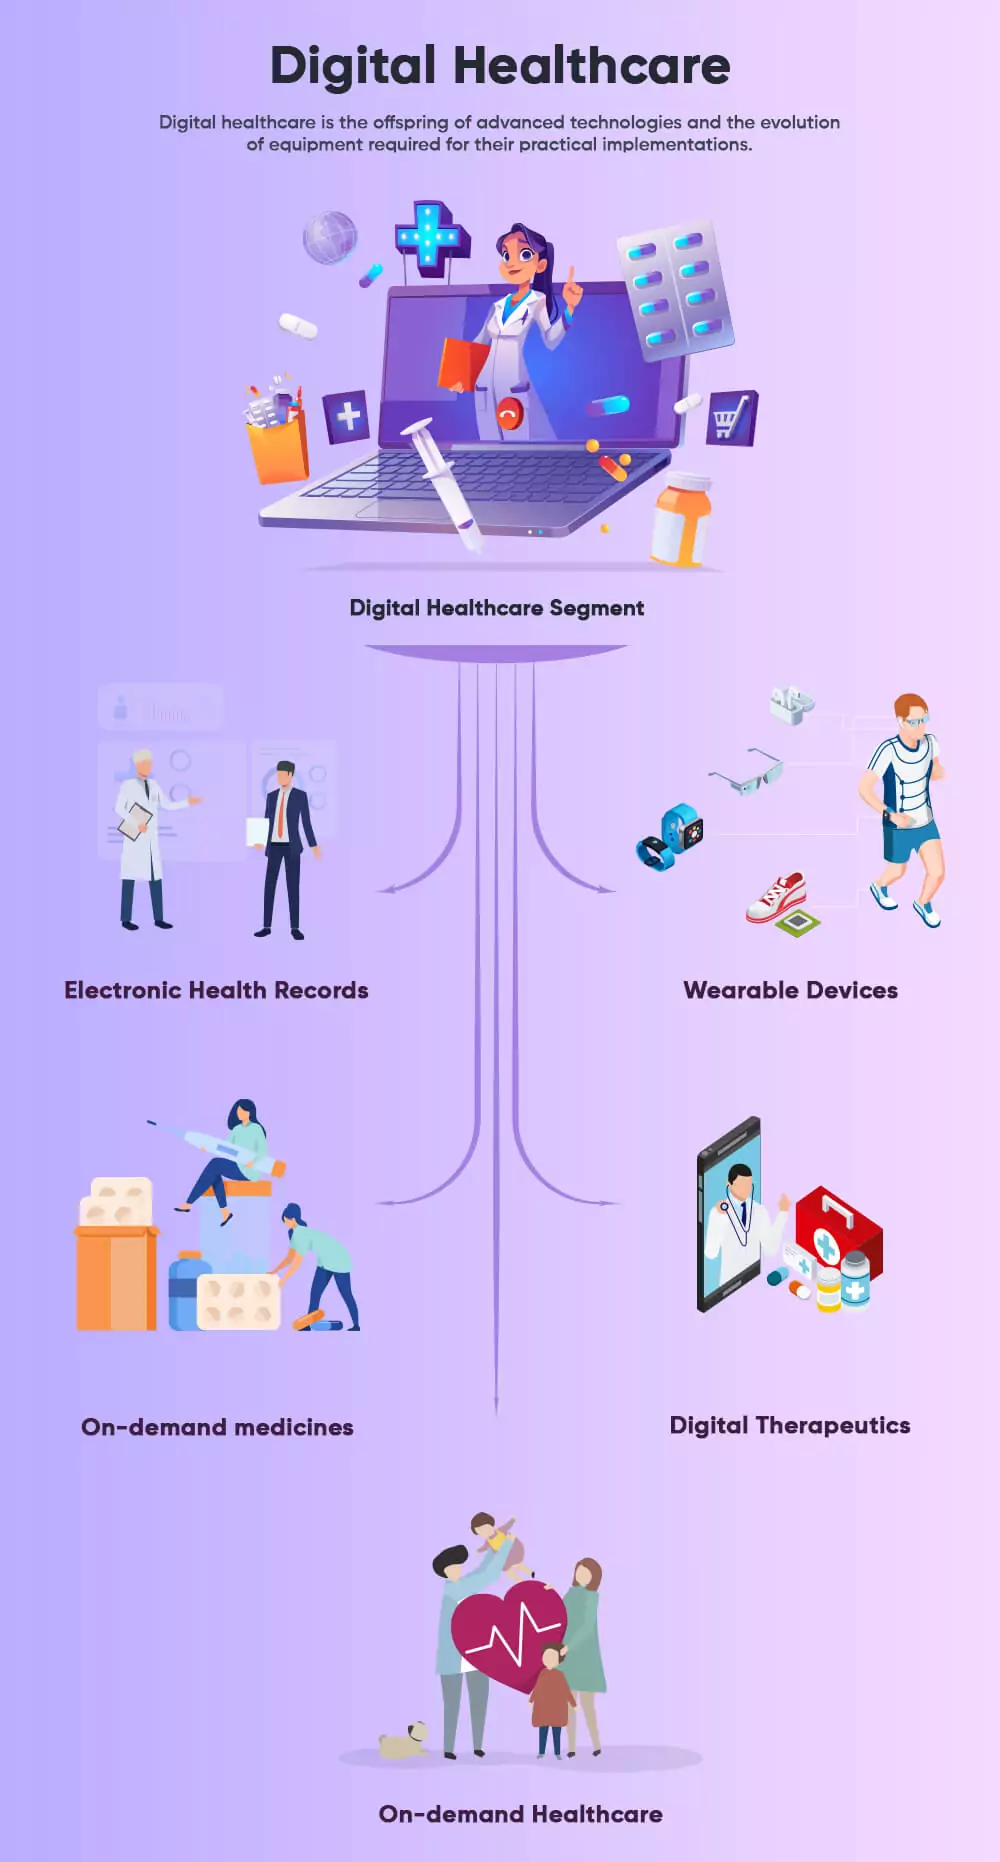 Digital Healthcare
Digital healthcare is the offspring of advanced technologies and the evolution
of equipment required for their practical implementations.
Digital Healthcare Segment
Electronic Health Records
Wearable Devices
On-demand medicines
Digital Therapeutics
On-demand Healthcare